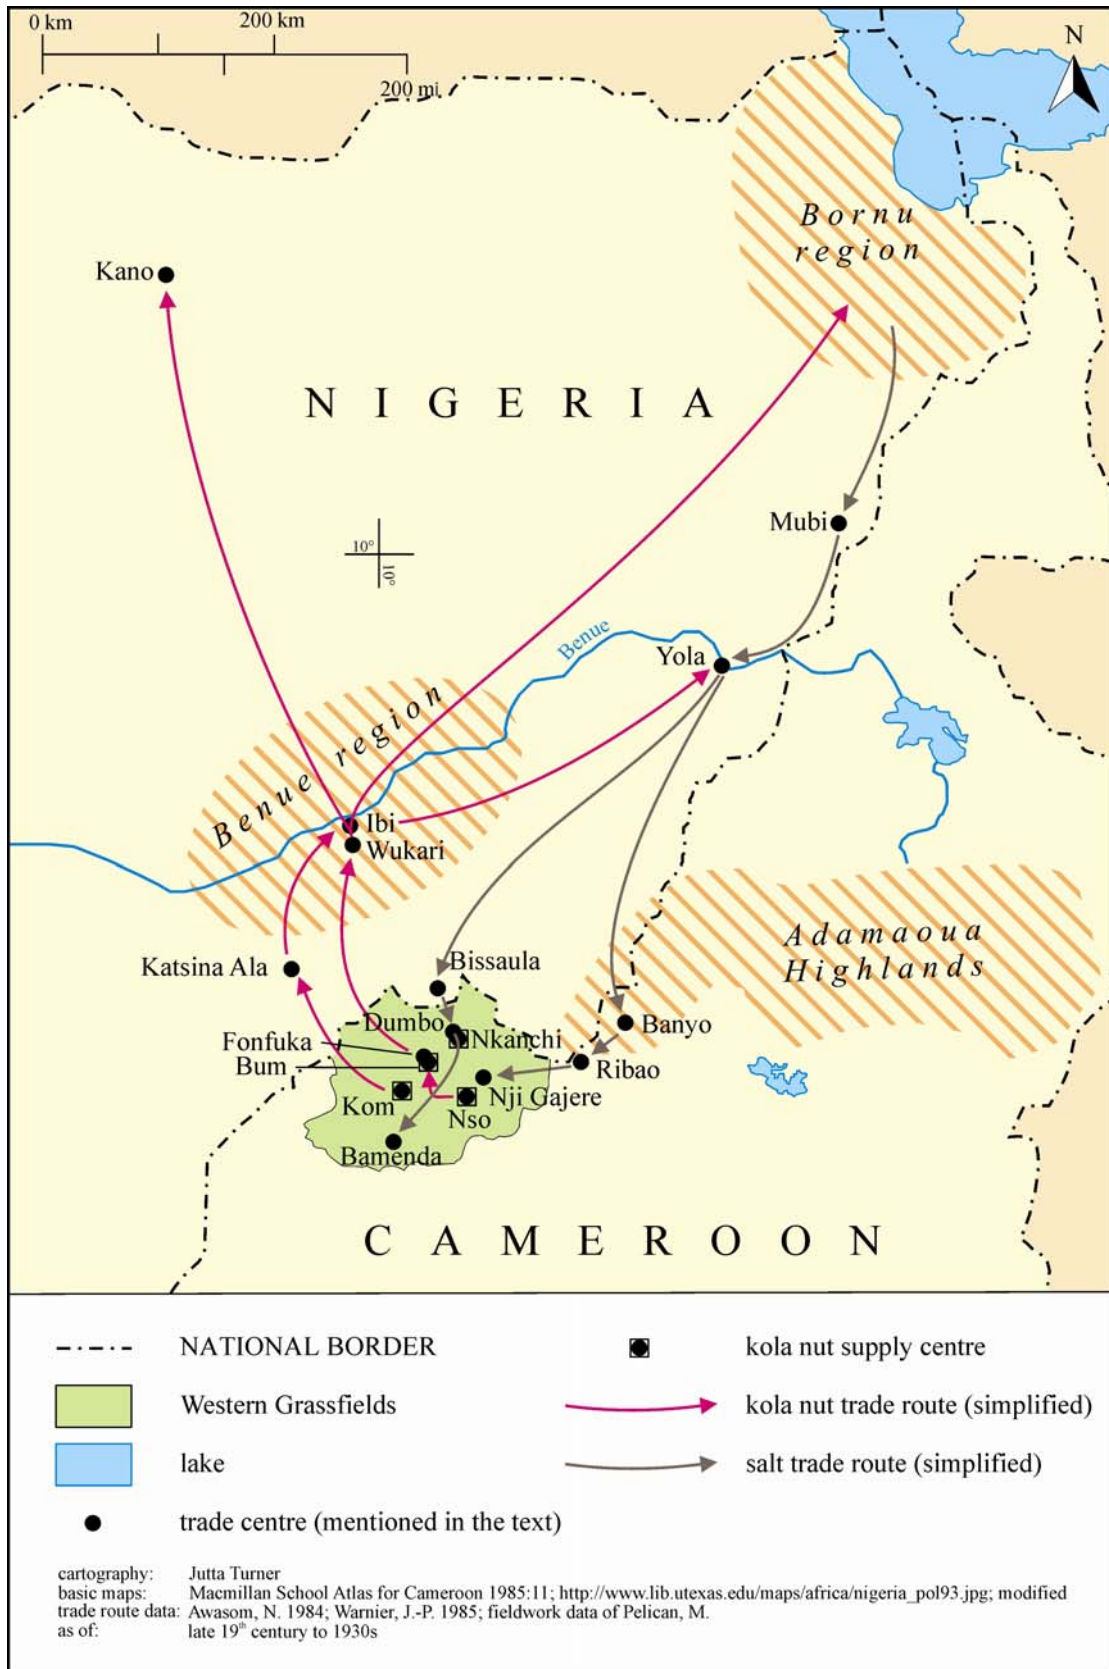 0 km
200 km
200 mi
N
Bornu
region
Kano
NIGERIA
Mubi
10°
10°
Benue
Yola
Benue region
Ibi
Wukari
Adamaoua
Highlands
Katsina Ala
Bissaula
Dumbo
Nkanchi
Banyo
Fonfuka
Bum
Ribao
Nji Gajere
Kom
Nso
Bamenda
CAMEROON
NATIONAL BORDER
Western Grassfields
lake
trade centre (mentioned in the text)
kola nut supply centre
kola nut trade route (simplified)
salt trade route (simplified)
cartography: Jutta Turner
basic maps: Macmillan School Atlas for Cameroon 1985:11; http://www.lib.utexas.edu/maps/africa/nigeria_pol93.jpg; modified
trade route data: Awasom, N. 1984; Warnier, J.-P. 1985; fieldwork data of Pelican, M.
as of: late 19th century to 1930s